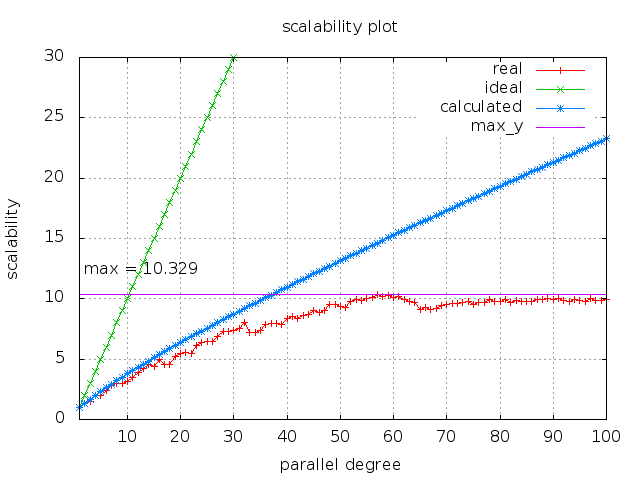 scalability plot
30
25
20
15
10
5
0
scalability
real
ideal
calculated
max_y
max = 10.329
10 20 30 40 50 60 70 80 90 100
parallel degree